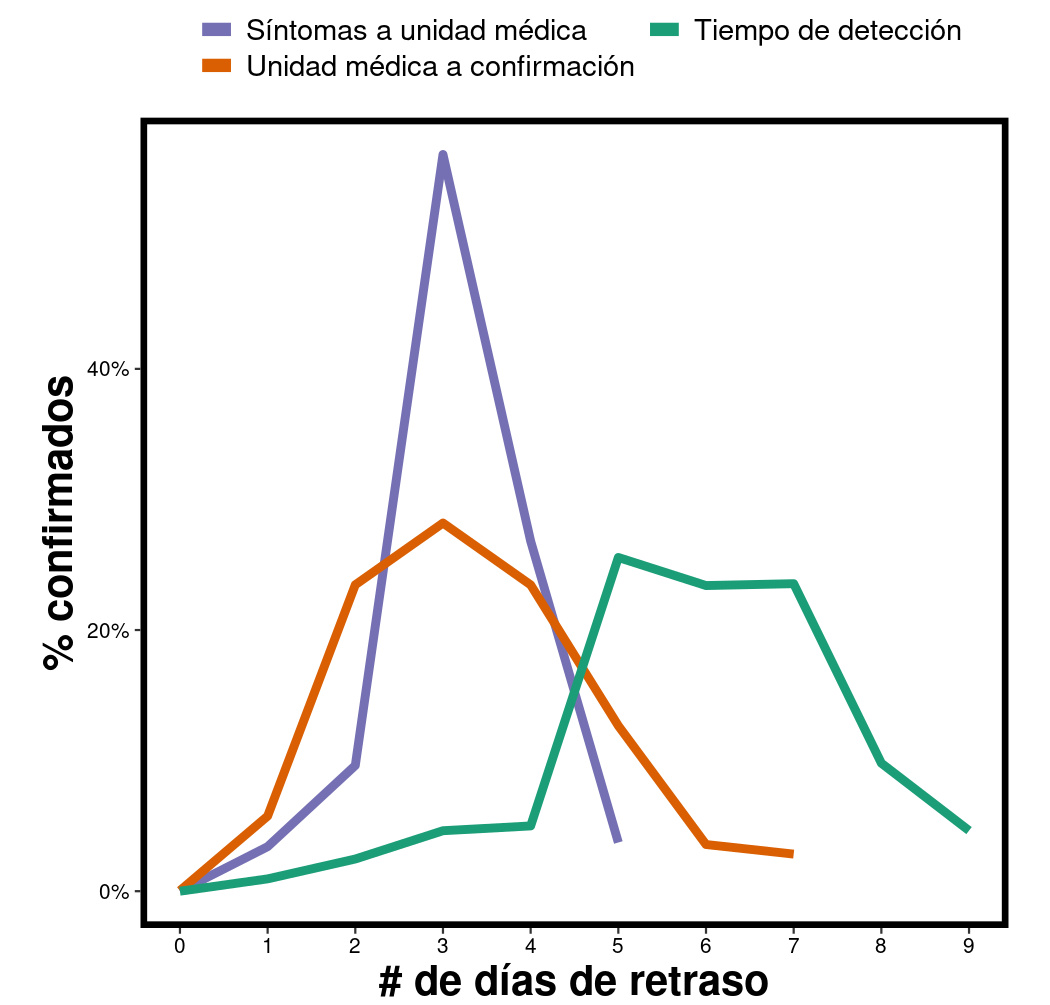 Síntomas a unidad médica
Tiempo de detección
Unidad médica a confirmación
% confirmados
40%
20%
0%
0 1 2 3 4 5 6 7 8 9
# de días de retraso